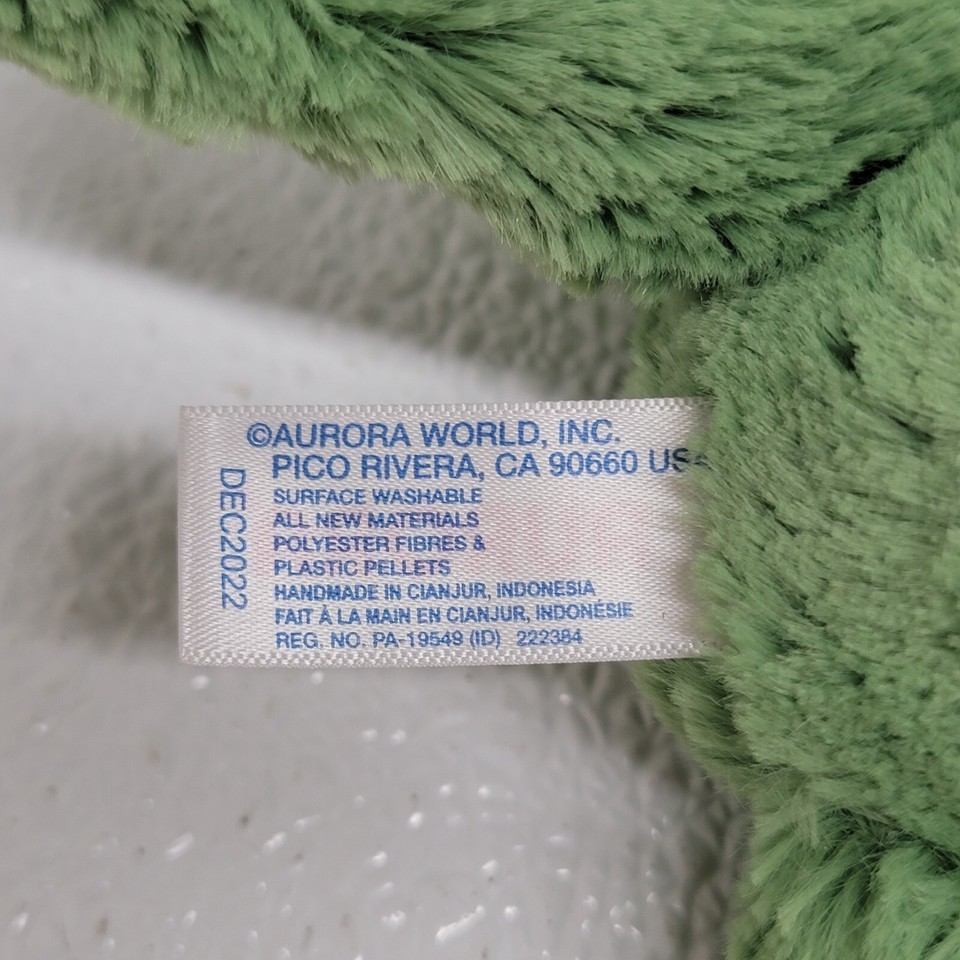 ©AURORA WORLD, INC.
PICO RIVERA, CA 90660 USA
SURFACE WASHABLE
ALL NEW MATERIALS
POLYESTER FIBRES &
PLASTIC PELLETS
HANDMADE IN CIANJUR, INDONESIA
FAIT À LA MAIN EN CIANJUR, INDONÉSIE
REG. NO. PA-19549 (ID) 222384
DEC2022